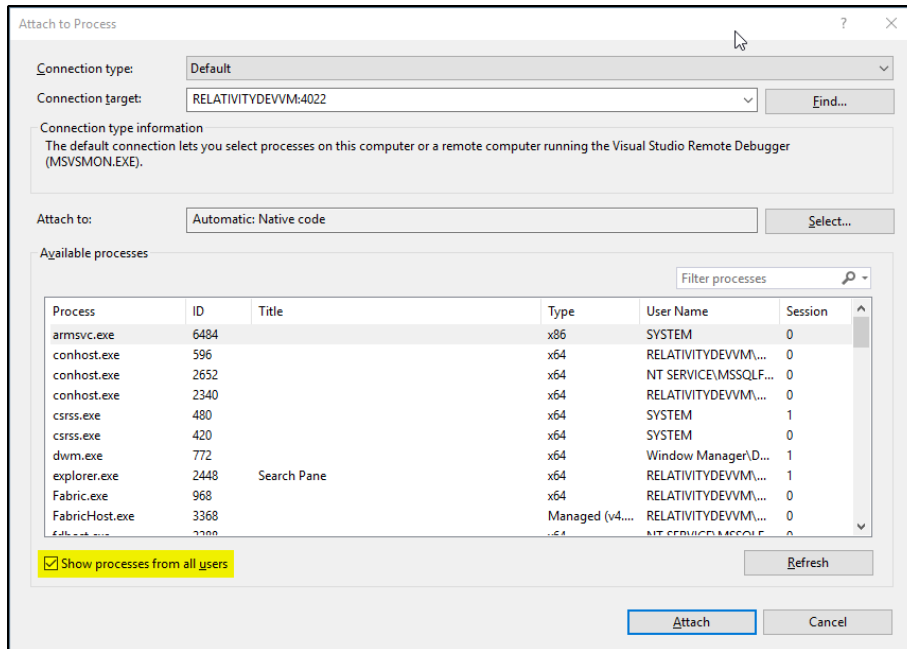 Attach to Process ?
Connection type: Default
Connection target: RELATIVITYDEVVM:4022 Find...
Connection type information
The default connection lets you select processes on this computer or a remote computer running the Visual Studio Remote Debugger
(MSVSMON.EXE).
Attach to: Automatic: Native code Select...
Available processes
Filter processes
Process ID Title Type User Name Session
armsvc.exe 6484 x86 SYSTEM 0
conhost.exe 596 x64 RELATIVITYDEVVM\... 0
conhost.exe 2652 x64 NT SERVICE\MSSQLF... 0
conhost.exe 2340 x64 RELATIVITYDEVVM\... 0
csrss.exe 480 x64 SYSTEM 1
csrss.exe 420 x64 SYSTEM 0
dwm.exe 772 x64 Window Manager\D... 1
explorer.exe 2448 Search Pane x64 RELATIVITYDEVVM\... 1
Fabric.exe 968 x64 RELATIVITYDEVVM\... 0
FabricHost.exe 3368 Managed (v4.... RELATIVITYDEVVM\... 0
Show processes from all users Refresh
Attach Cancel